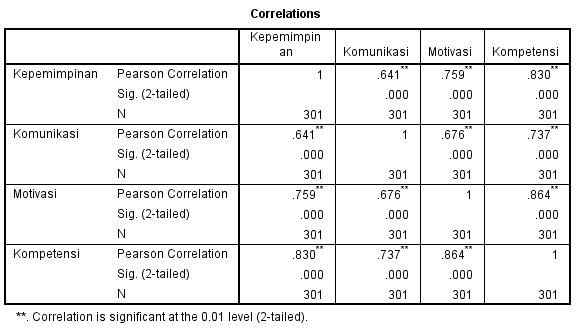 Correlations
Kepemimpin
an Komunikasi Motivasi Kompetensi
Kepemimpinan Pearson Correlation 1 .641** .759** .830**
Sig. (2-tailed) .000 .000 .000
N 301 301 301 301
Komunikasi Pearson Correlation .641** 1 .676** .737**
Sig. (2-tailed) .000 .000 .000
N 301 301 301 301
Motivasi Pearson Correlation .759** .676** 1 .864**
Sig. (2-tailed) .000 .000 .000
N 301 301 301 301
Kompetensi Pearson Correlation .830** .737** .864** 1
Sig. (2-tailed) .000 .000 .000
N 301 301 301 301
**. Correlation is significant at the 0.01 level (2-tailed).